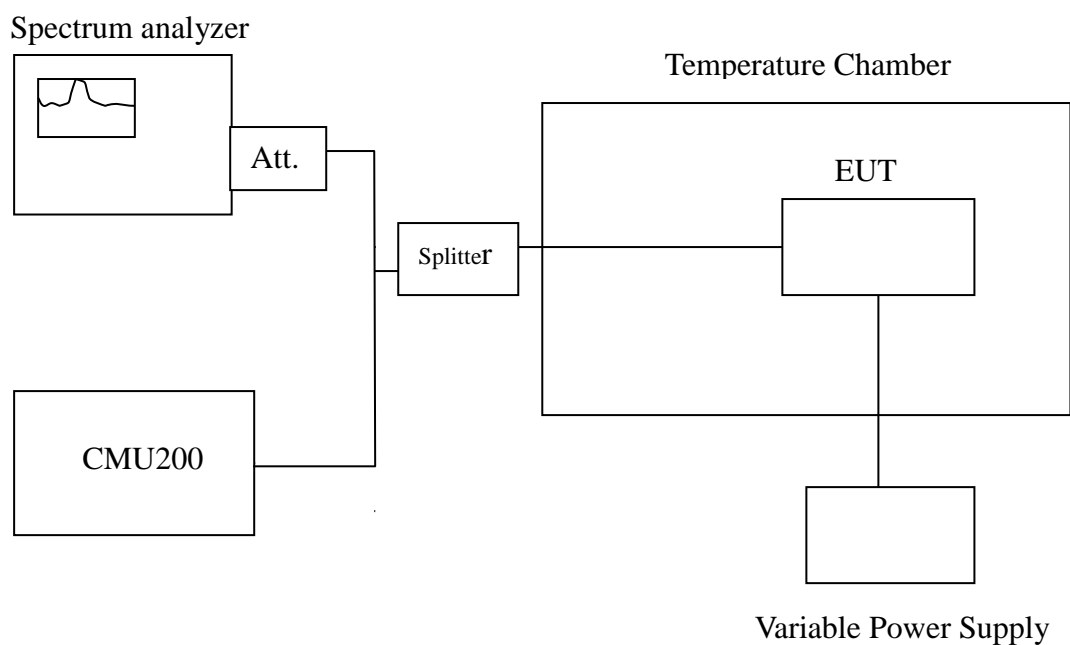 Spectrum analyzer
Temperature Chamber
Att.
EUT
Splitter
CMU200
Variable Power Supply